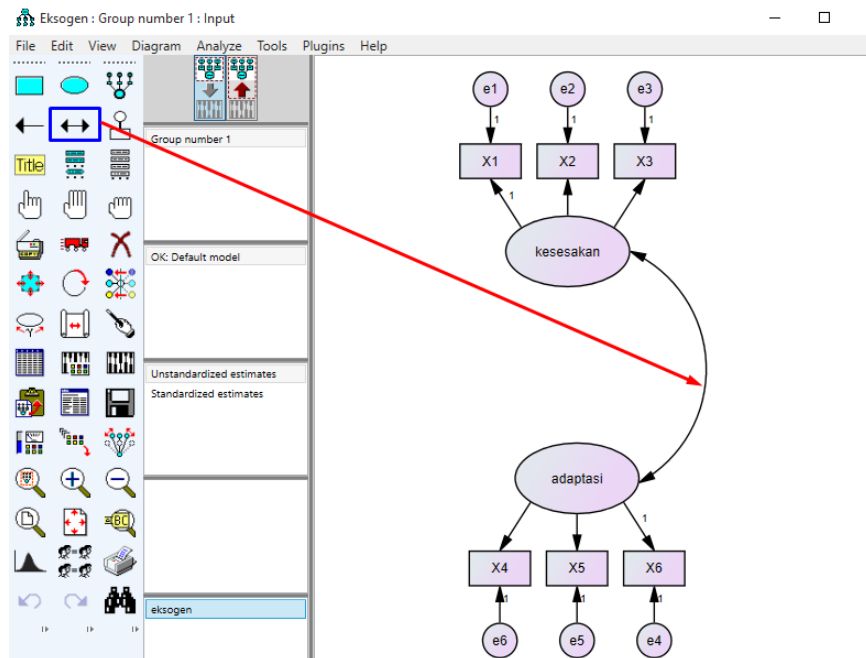 Eksogen : Group number 1 : Input
File Edit View Diagram Analyze Tools Plugins Help
Title
Group number 1
OK: Default model
Unstandardized estimates
Standardized estimates
eksogen
e1 e2 e3
1 1 1
X1 X2 X3
1
kesesakan
adaptasi
1
X4 X5 X6
1 1 1
e6 e5 e4